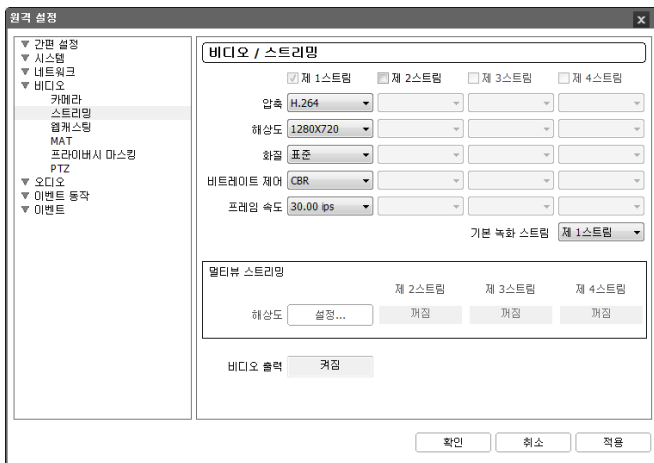 원격 설정
x
간편 설정
시스템
네트워크
비디오
카메라
스트리밍
웹캐스팅
MAT
프라이버시 마스킹
PTZ
오디오
이벤트 동작
이벤트
비디오 / 스트리밍
제 1스트림 제 2스트림 제 3스트림 제 4스트림
압축 H.264
해상도 1280X720
화질 표준
비트레이트 제어 CBR
프레임 속도 30.00 ips
기본 녹화 스트림 제 1스트림
멀티뷰 스트리밍
제 2스트림 제 3스트림 제 4스트림
해상도 설정... 꺼짐 꺼짐 꺼짐
비디오 출력 켜짐
확인 취소 적용